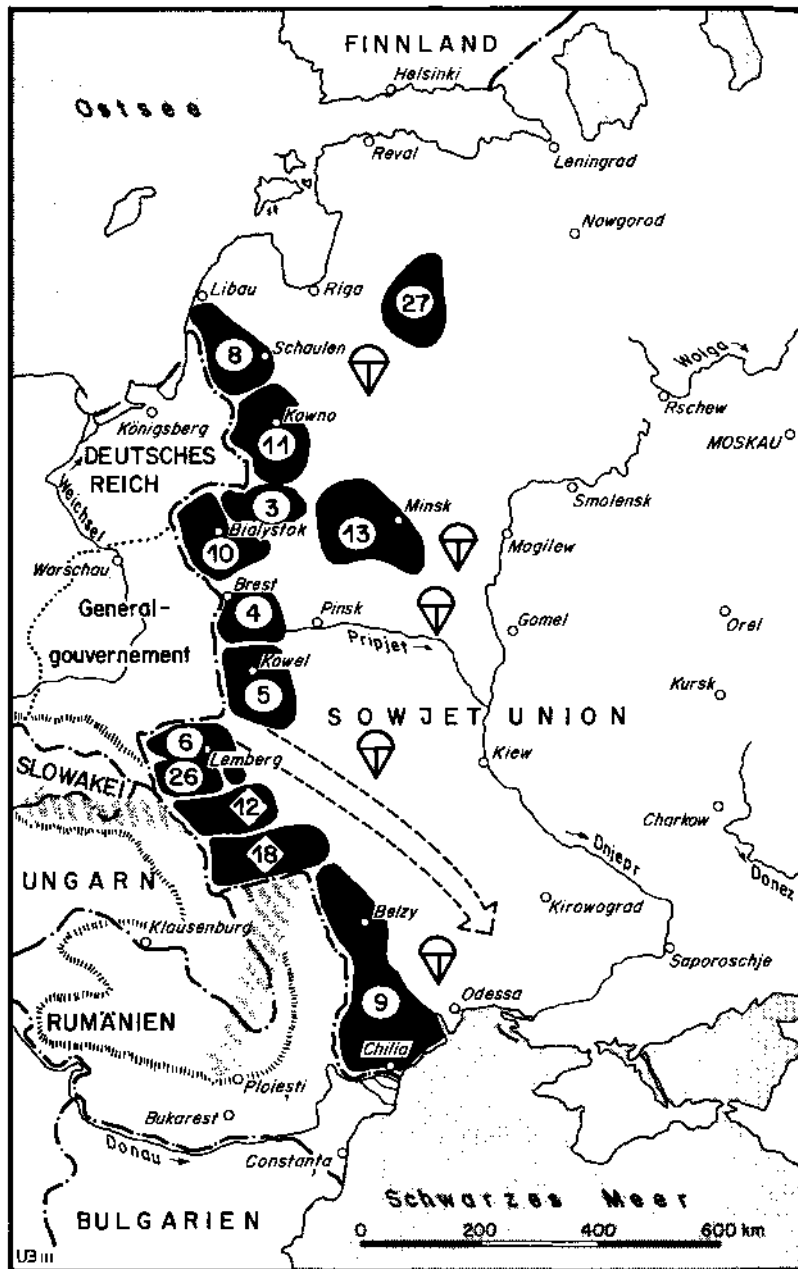 FINNLAND
Helsinki
Ostsee
Reval
Leningrad
Nowgorod
Libau
Riga
27
8
Schaulen
Wolga
Rschew
Königsberg
Kowno
11
MOSKAU
DEUTSCHES
REICH
Weichsel
3
Minsk
Smolensk
Bialystok
13
Mogilew
10
Warschau
Brest
General-
gouvernement
4
Pinsk
Gomel
Orel
Pripjet
Kowel
5
Kursk
SOWJET UNION
6
Lemberg
Kiew
SLOWAKEI
26
12
Charkow
18
Dnjepr
Donez
UNGARN
Belzy
Kirowograd
Klausenburg
Saporoschje
9
Odessa
RUMÄNIEN
Chilia
Ploiesti
Bukarest
Donau
Constanta
Schwarzes Meer
BULGARIEN
0 200 400 600 km
ÜB III